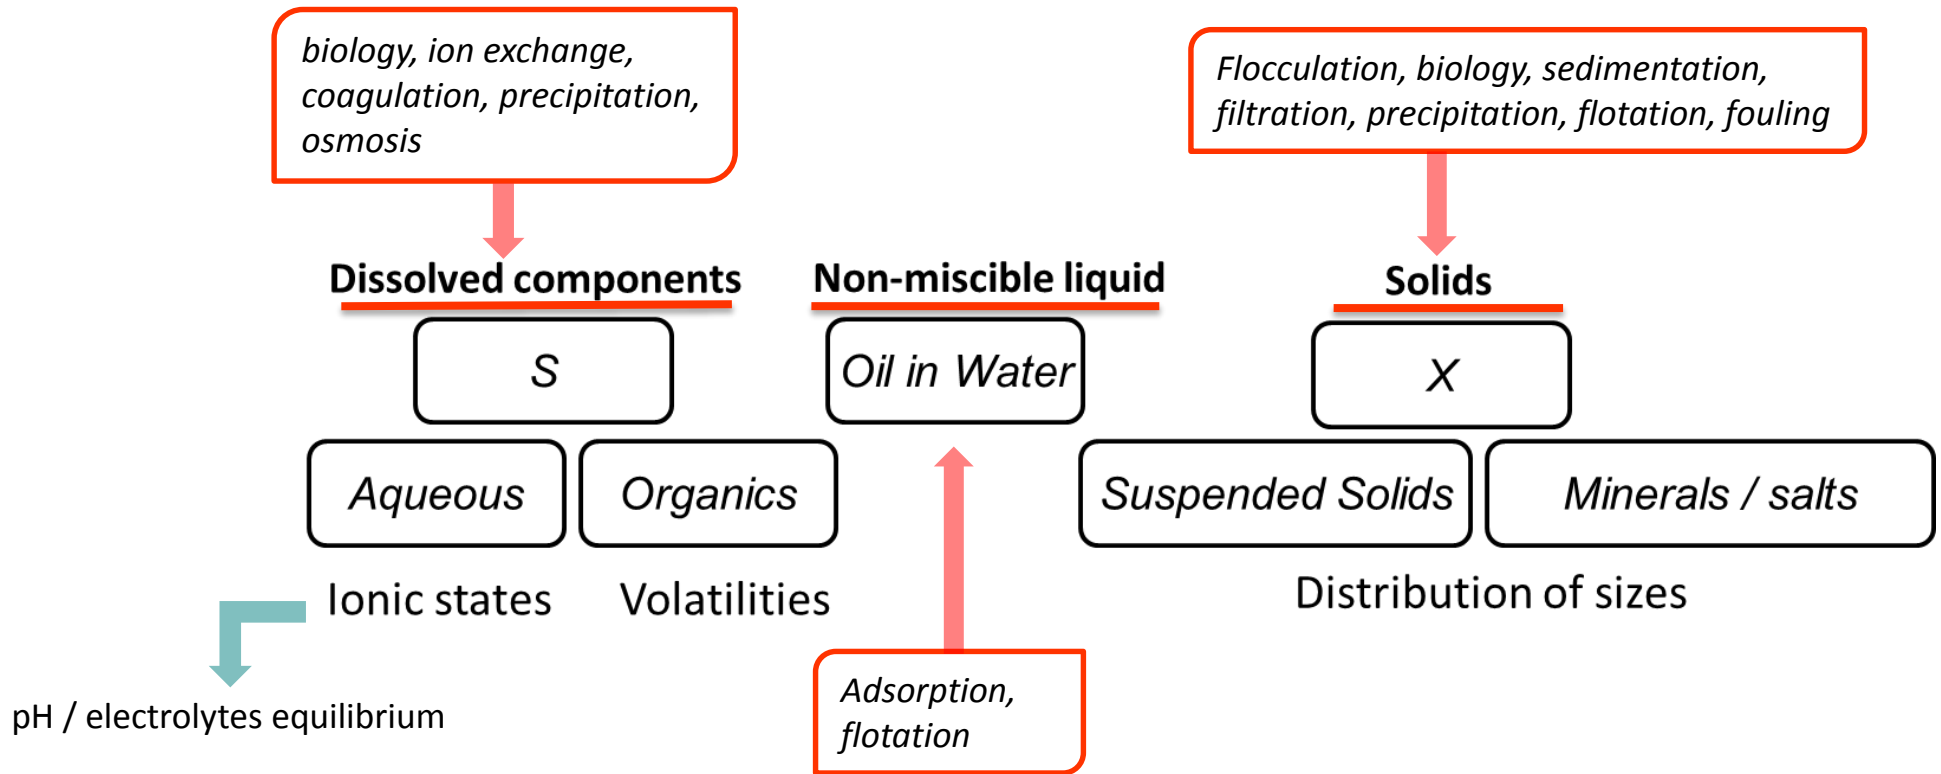 biology, ion exchange,
coagulation, precipitation,
osmosis
Flocculation, biology, sedimentation,
filtration, precipitation, flotation, fouling
Dissolved components
Non-miscible liquid
Solids
S
Oil in Water
X
Aqueous
Organics
Suspended Solids
Minerals / salts
Ionic states
Volatilities
Distribution of sizes
pH / electrolytes equilibrium
Adsorption,
flotation